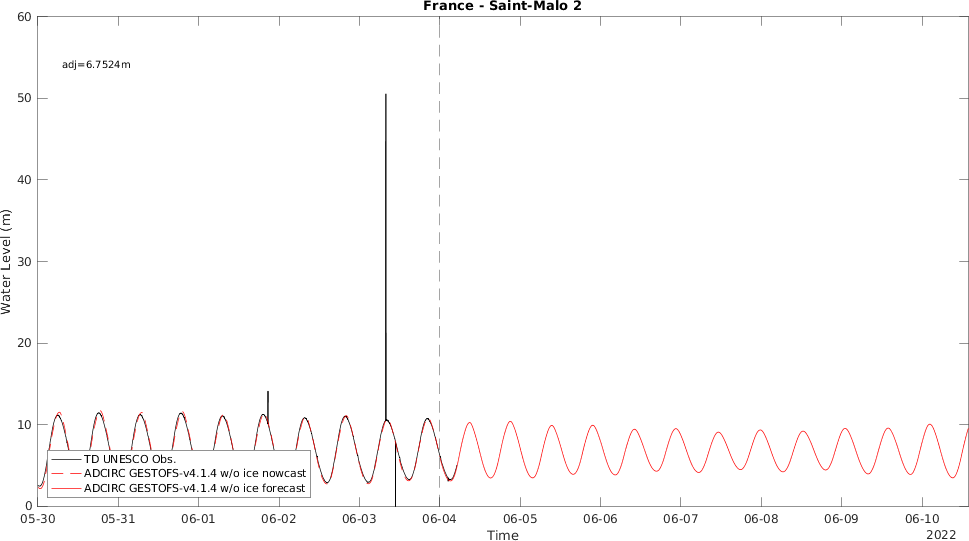 France - Saint-Malo 2
60
adj=6.7524m
50
40
30
20
10
0
Water Level (m)
TD UNESCO Obs.
ADCIRC GESTOFS-v4.1.4 w/o ice nowcast
ADCIRC GESTOFS-v4.1.4 w/o ice forecast
05-30 05-31 06-01 06-02 06-03 06-04 06-05 06-06 06-07 06-08 06-09 06-10
Time
2022